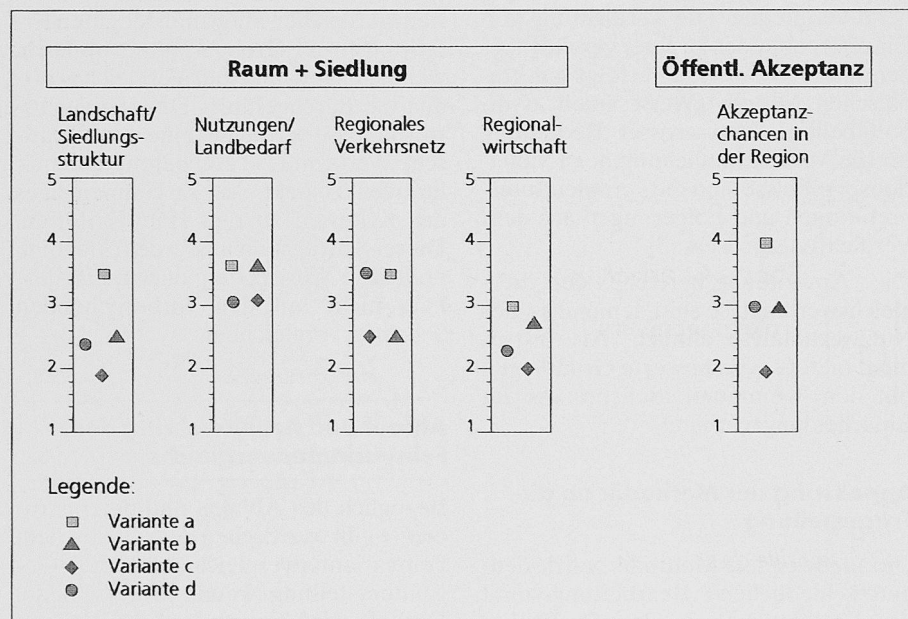 Raum + Siedlung
Öffentl. Akzeptanz
Landschaft/
Siedlungs-
struktur
Nutzungen/
Landbedarf
Regionales
Verkehrsnetz
Regional-
wirtschaft
Akzeptanz-
chancen in
der Region
5
4
3
2
1
5
4
3
2
1
5
4
3
2
1
5
4
3
2
1
5
4
3
2
1
Legende:
Variante a
Variante b
Variante c
Variante d